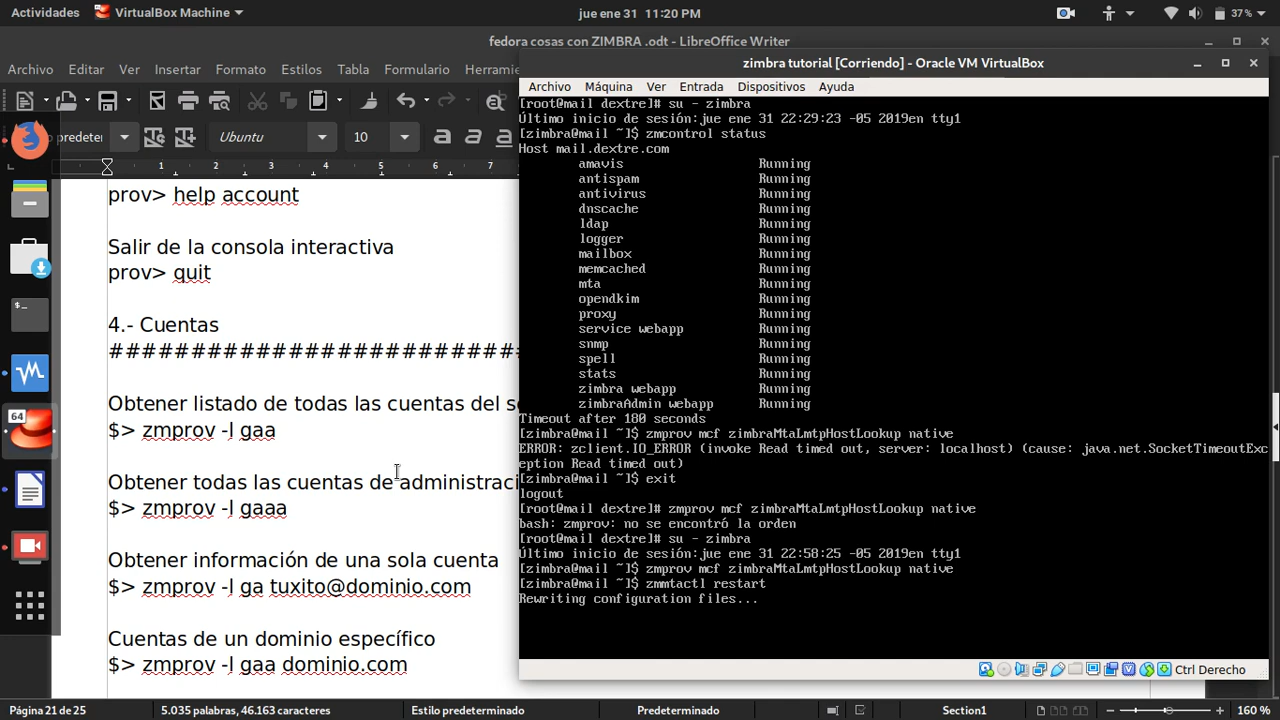 Actividades
VirtualBox Machine
jue ene 31 11:20 PM
37%
fedora cosas con ZIMBRA .odt - LibreOffice Writer
Archivo Editar Ver Insertar Formato Estilos Tabla Formulario Herramie
o predeter
Ubuntu
10
1 2 3 4 5 6 7
prov> help account
Salir de la consola interactiva
prov> quit
4.- Cuentas
Obtener listado de todas las cuentas del s
$> zmprov -l gaa
Obtener todas las cuentas de administraci
$> zmprov -l gaaa
Obtener información de una sola cuenta
$> zmprov -l ga tuxito@dominio.com
Cuentas de un dominio específico
$> zmprov -l gaa dominio.com
64
zimbra tutorial [Corriendo] - Oracle VM VirtualBox
Archivo Máquina Ver Entrada Dispositivos Ayuda
[root@mail dextre]# su - zimbra
Último inicio de sesión:jue ene 31 22:29:23 -05 2019en tty1
[zimbra@mail ~]$ zmcontrol status
Host mail.dextre.com
amavis Running
antispam Running
antivirus Running
dnscache Running
ldap Running
logger Running
mailbox Running
memcached Running
mta Running
opendkim Running
proxy Running
service webapp Running
snmp Running
spell Running
stats Running
zimbra webapp Running
zimbraAdmin webapp Running
Timeout after 180 seconds
[zimbra@mail ~]$ zmprov mcf zimbraMtaLmtpHostLookup native
ERROR: zclient.IO_ERROR (invoke Read timed out, server: localhost) (cause: java.net.SocketTimeoutExc
eption Read timed out)
[zimbra@mail ~]$ exit
logout
[root@mail dextre]# zmprov mcf zimbraMtaLmtpHostLookup native
bash: zmprov: no se encontró la orden
[root@mail dextre]# su - zimbra
Último inicio de sesión:jue ene 31 22:58:25 -05 2019en tty1
[zimbra@mail ~]$ zmprov mcf zimbraMtaLmtpHostLookup native
[zimbra@mail ~]$ zmmtactl restart
Rewriting configuration files...
Ctrl Derecho
Página 21 de 25
5.035 palabras, 46.163 caracteres
Estilo predeterminado
Predeterminado
Section1
160 %